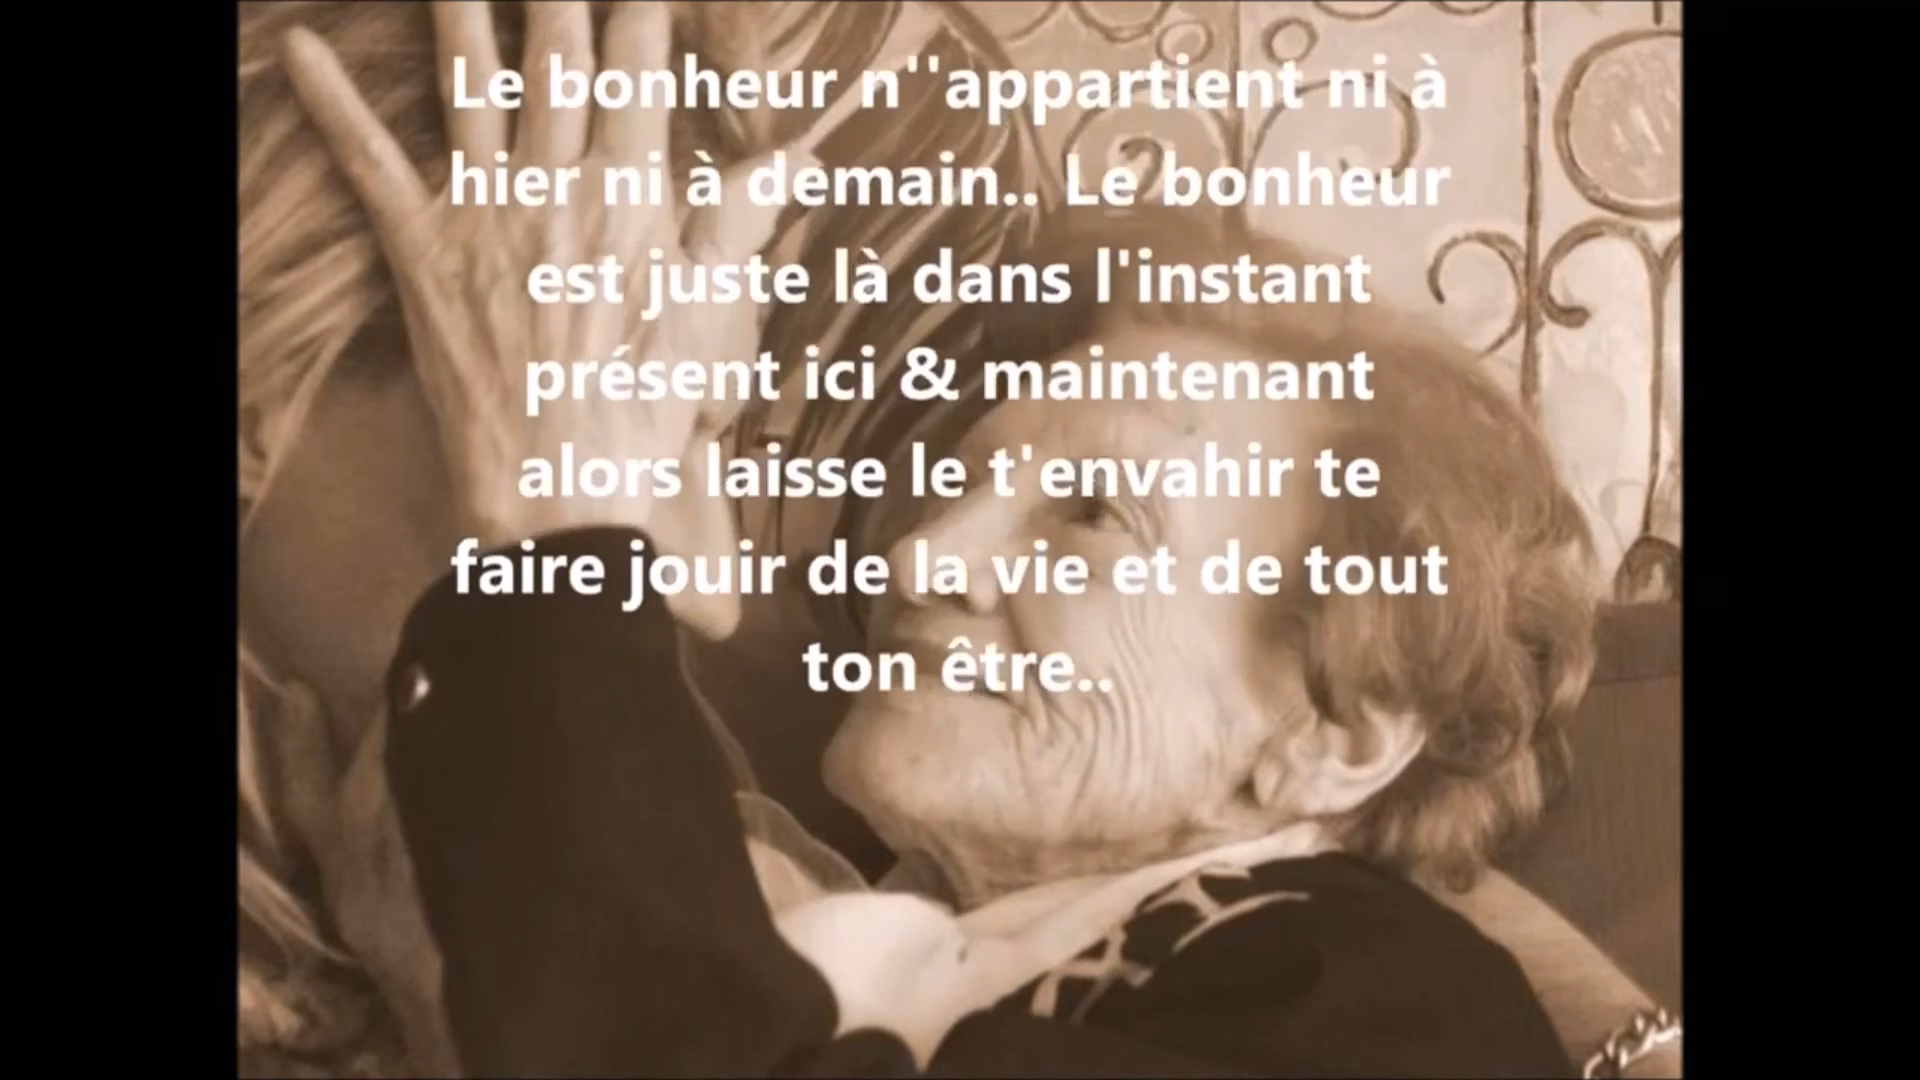 Le bonheur n''appartient ni à
hier ni à demain.. Le bonheur
est juste là dans l'instant
présent ici & maintenant
alors laisse le t'envahir te
faire jouir de la vie et de tout
ton être..